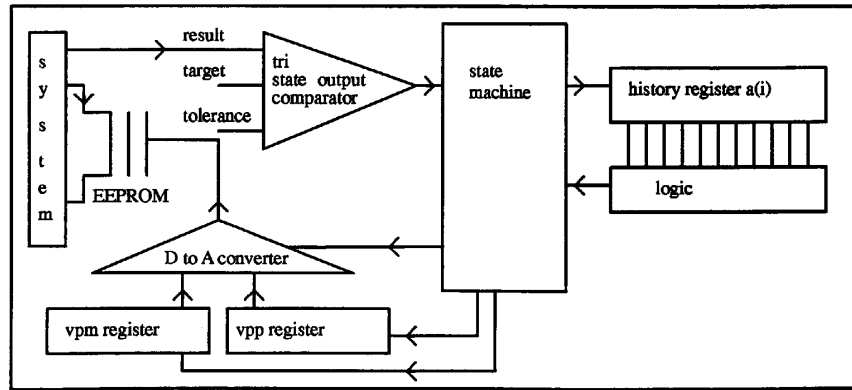 system
result
target
tolerance
tri
state output
comparator
state
machine
history register a(i)
logic
EEPROM
D to A converter
vpm register
vpp register